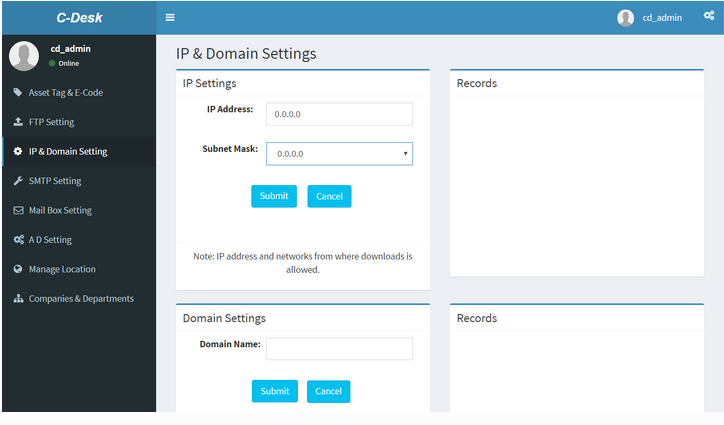 C-Desk
cd_admin
cd_admin
Online
Asset Tag & E-Code
FTP Setting
IP & Domain Setting
SMTP Setting
Mail Box Setting
A D Setting
Manage Location
Companies & Departments
IP & Domain Settings
IP Settings
IP Address: 0.0.0.0
Subnet Mask: 0.0.0.0
Submit Cancel
Note: IP address and networks from where downloads is
allowed.
Records
Domain Settings
Domain Name:
Submit Cancel
Records